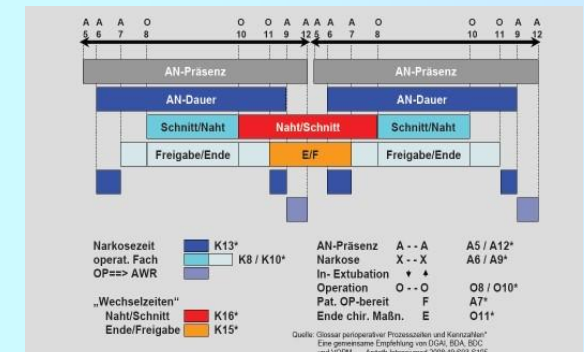 A A A O O O A A A A A O O O A A
5 6 7 8 10 11 9 12 5 6 7 8 10 11 9 12
AN-Präsenz AN-Präsenz
AN-Dauer AN-Dauer
Schnitt/Naht Naht/Schnitt Schnitt/Naht
Freigabe/Ende E/F Freigabe/Ende
Narkosezeit K13* AN-Präsenz A - - A A5 / A12*
operat. Fach K8 / K10* Narkose X - - X A6 / A9*
OP==> AWR In- Extubation
Operation O - - O O8 / O10*
„Wechselzeiten" Pat. OP-bereit F A7*
Naht/Schnitt K16* Ende chir. Maßn. E O11*
Ende/Freigabe K15*
Quelle: Glossar perioperativer Prozesszeiten und Kennzahlen*
Eine gemeinsame Empfehlung von DGAI, BDA, BDC